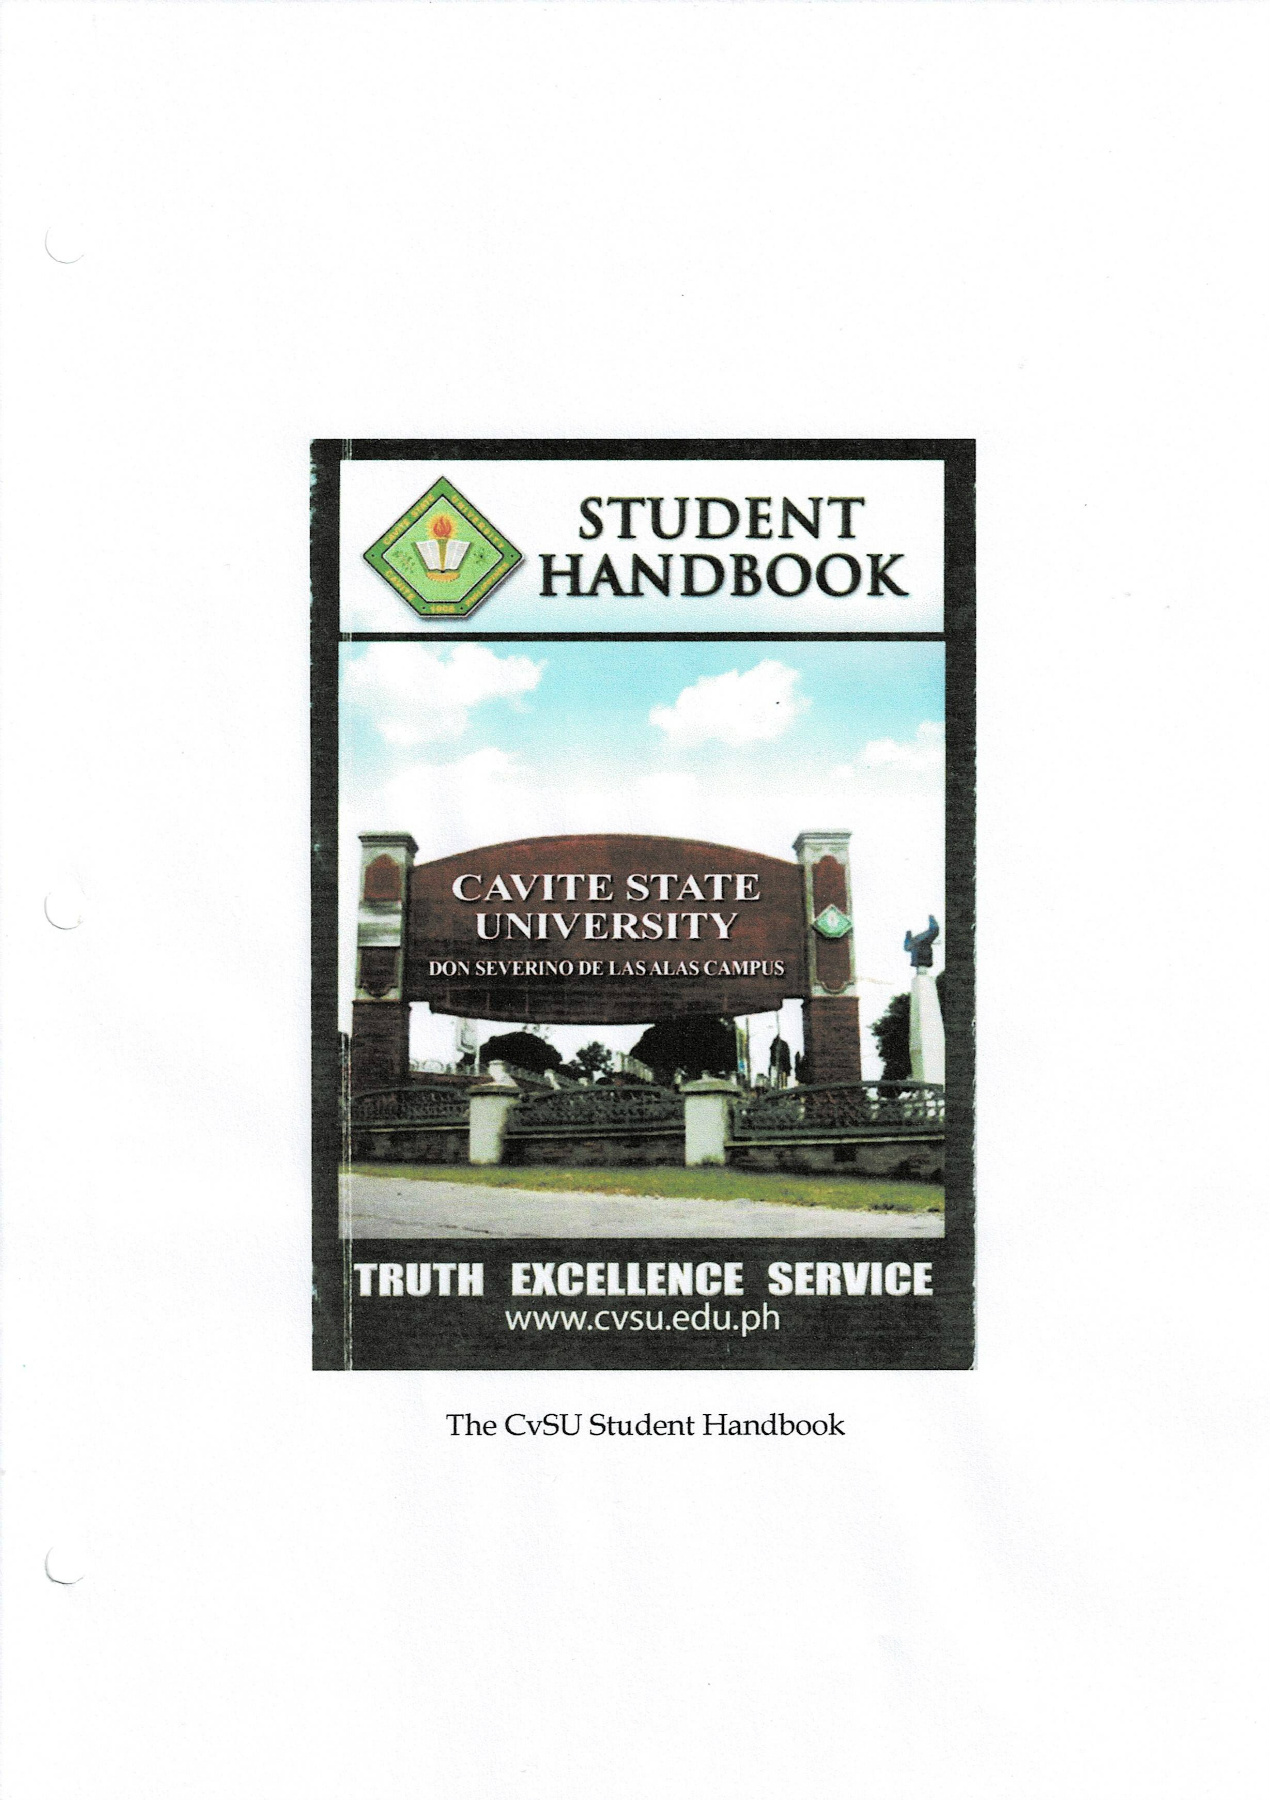 STUDENT
HANDBOOK
CAVITE STATE UNIVERSITY
CAVITE PHILIPPINES
1906
CAVITE STATE
UNIVERSITY
DON SEVERINO DE LAS ALAS CAMPUS
TRUTH EXCELLENCE SERVICE
www.cvsu.edu.ph
The CvSU Student Handbook